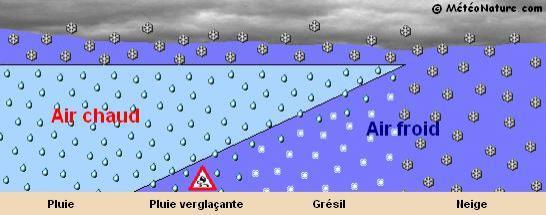 © MétéoNature.com
Air chaud
Air froid
Pluie
Pluie verglaçante
Grésil
Neige